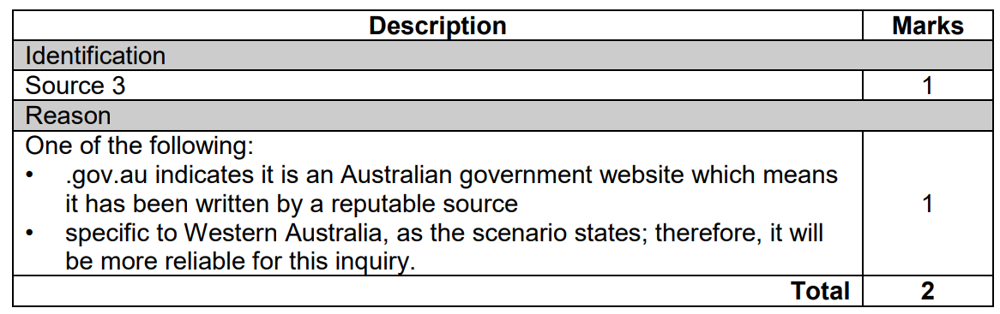 Description Marks
Identification
Source 3 1
Reason
One of the following:
• .gov.au indicates it is an Australian government website which means
it has been written by a reputable source
1
• specific to Western Australia, as the scenario states; therefore, it will
be more reliable for this inquiry.
Total 2